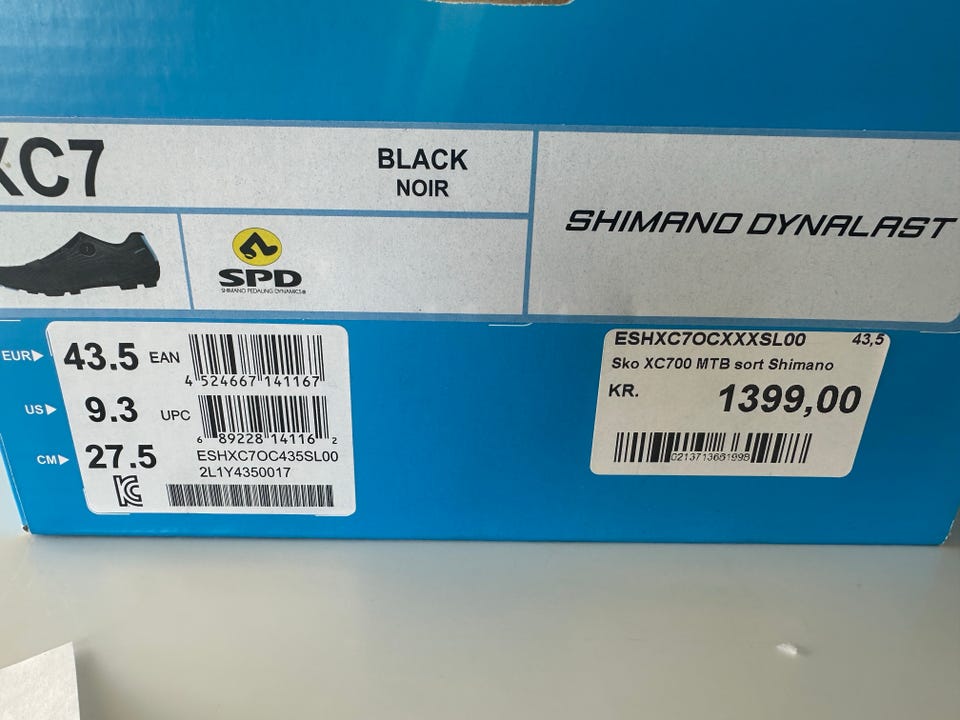 XC7
BLACK
NOIR
SPD
SHIMANO PEDALING DYNAMICS®
SHIMANO DYNALAST
EUR 43.5 EAN
4 524667 141167
US 9.3 UPC
6 89228 14116 2
CM 27.5
ESHXC7OC435SL00
2L1Y4350017
ESHXC7OCXXXSL00 43,5
Sko XC700 MTB sort Shimano
KR. 1399,00